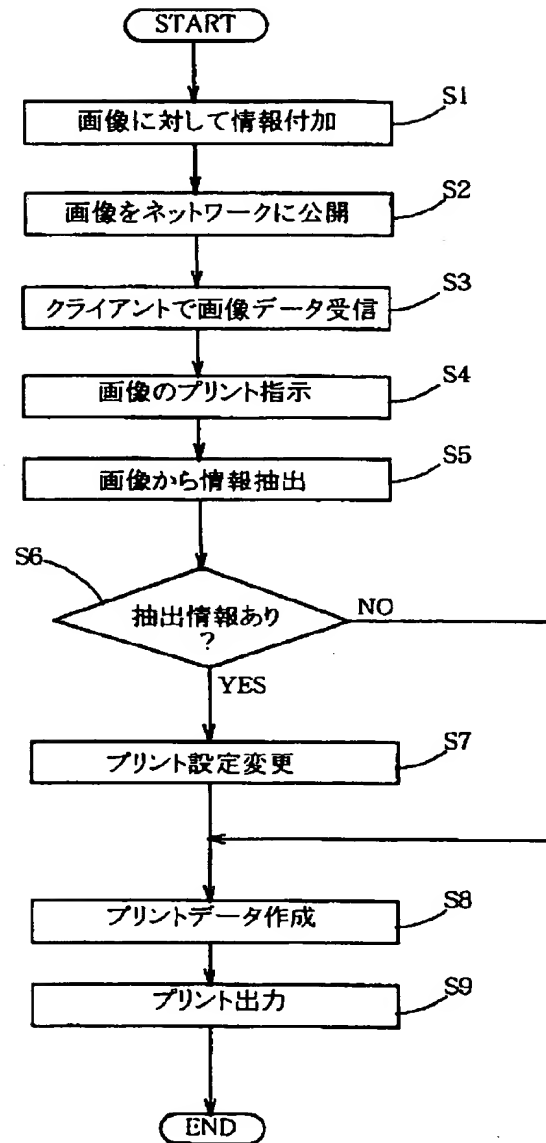 START
S1
画像に対して情報付加
S2
画像をネットワークに公開
S3
クライアントで画像データ受信
S4
画像のプリント指示
S5
画像から情報抽出
S6
抽出情報あり
?
NO
YES
S7
プリント設定変更
S8
プリントデータ作成
S9
プリント出力
END